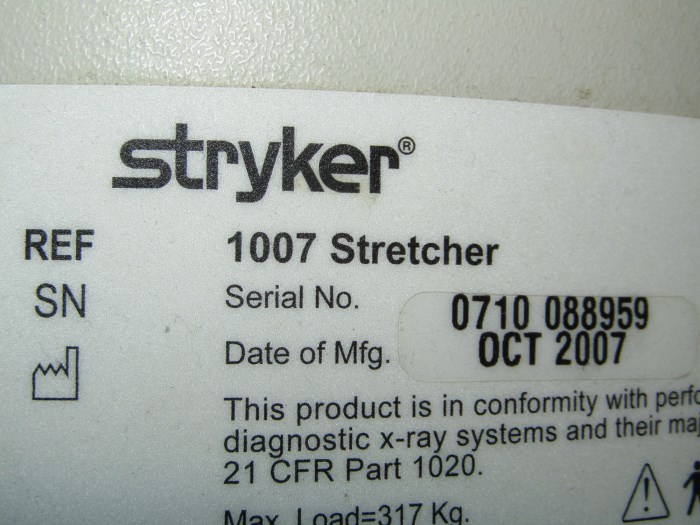 stryker®
REF 1007 Stretcher
SN Serial No. 0710 088959
Date of Mfg. OCT 2007
This product is in conformity with
diagnostic x-ray systems and their
21 CFR Part 1020.
Max. Load=317 Kg.